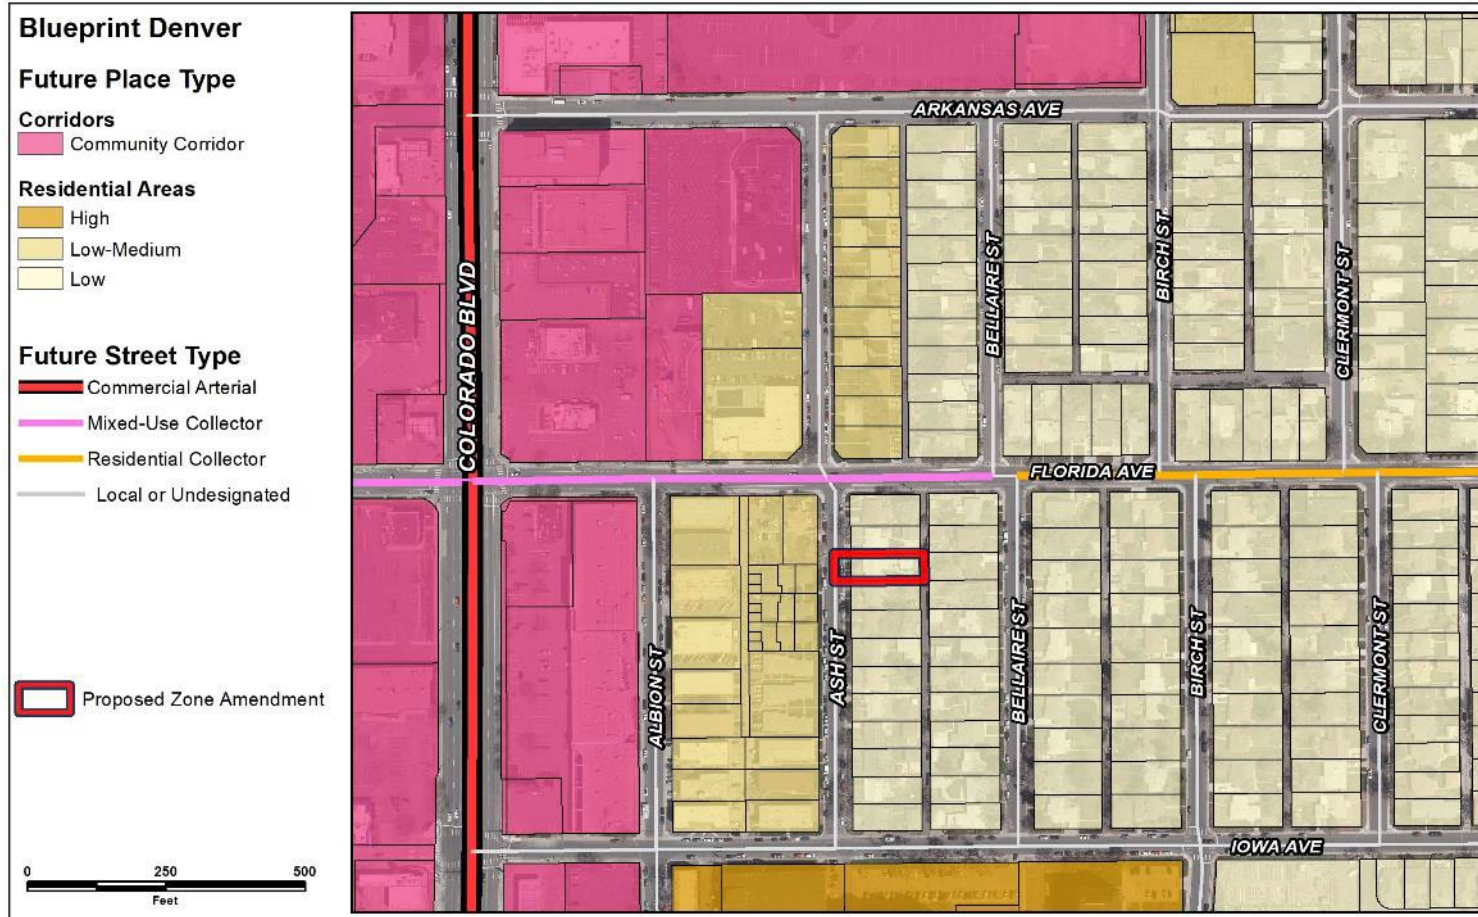 Blueprint Denver
Future Place Type
Corridors
Community Corridor
Residential Areas
High
Low-Medium
Low
Future Street Type
Commercial Arterial
Mixed-Use Collector
Residential Collector
Local or Undesignated
Proposed Zone Amendment
0 250 500
Feet
ARKANSAS AVE
COLORADO BLVD
BELLAIRE ST
BIRCH ST
CLERMONT ST
FLORIDA AVE
ALBION ST
ASH ST
BELLAIRE ST
BIRCH ST
CLERMONT ST
IOWA AVE